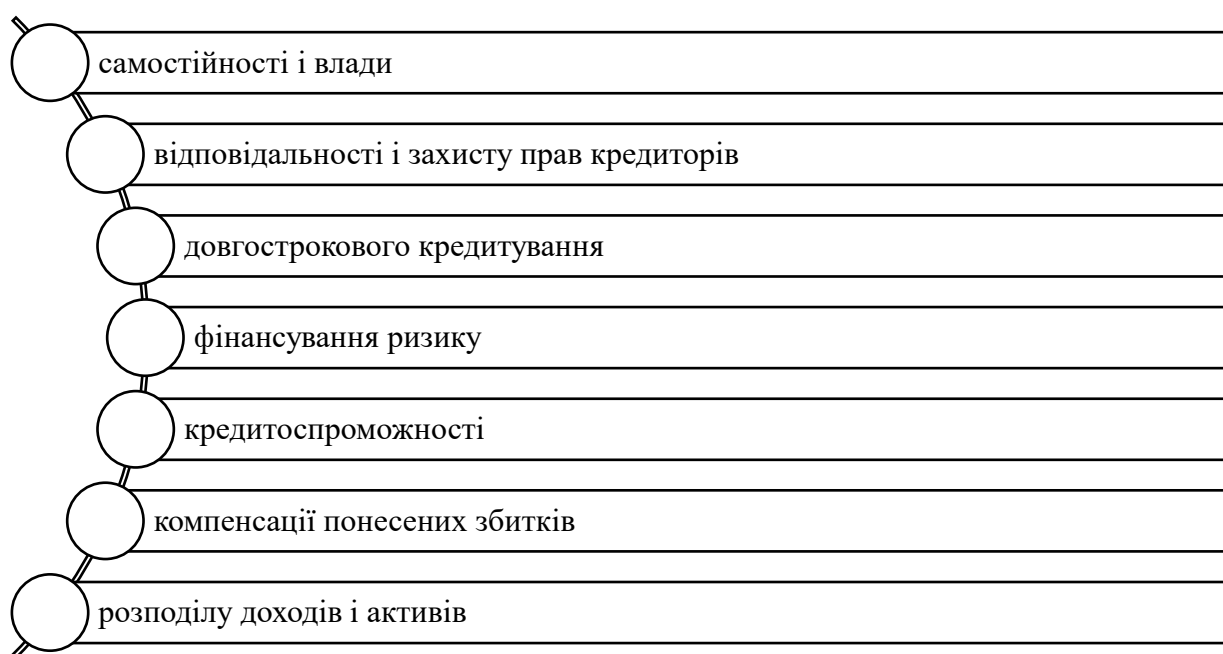 самостійності і влади
відповідальності і захисту прав кредиторів
довгострокового кредитування
фінансування ризику
кредитоспроможності
компенсації понесених збитків
розподілу доходів і активів